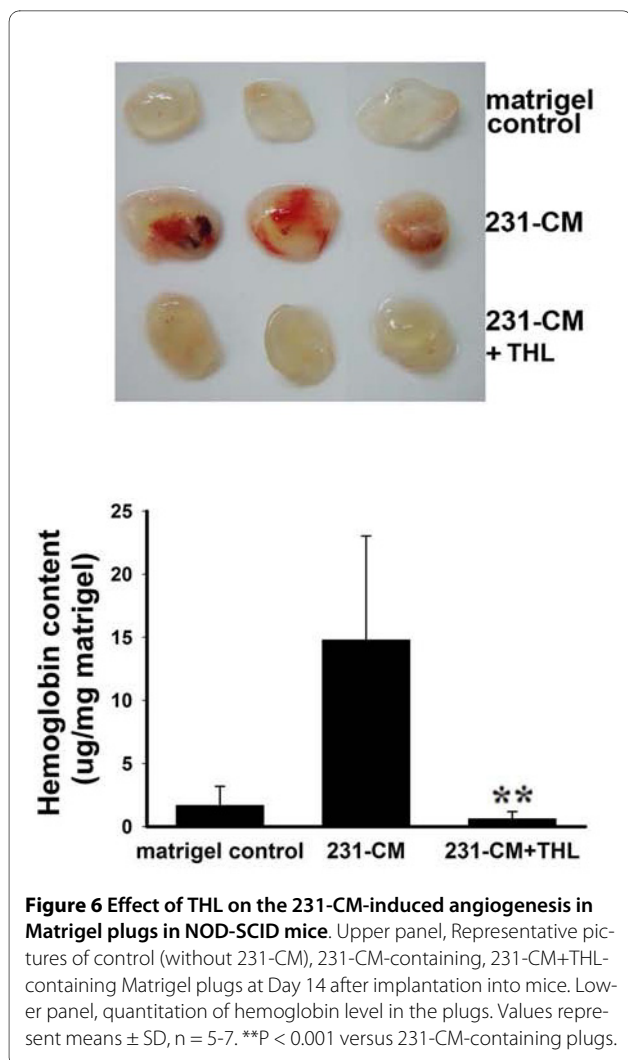 matrigel
control
231-CM
231-CM
+ THL
Hemoglobin content
(ug/mg matrigel)
25
20
15
10
5
0
**
matrigel control 231-CM 231-CM+THL
Figure 6 Effect of THL on the 231-CM-induced angiogenesis in
Matrigel plugs in NOD-SCID mice. Upper panel, Representative pic-
tures of control (without 231-CM), 231-CM-containing, 231-CM+THL-
containing Matrigel plugs at Day 14 after implantation into mice. Low-
er panel, quantitation of hemoglobin level in the plugs. Values repre-
sent means ± SD, n = 5-7. **P < 0.001 versus 231-CM-containing plugs.